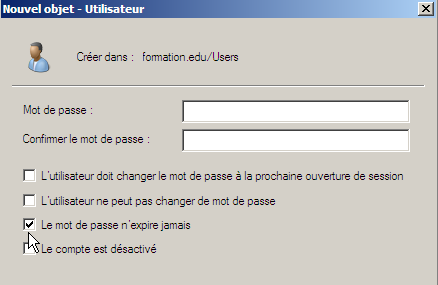 Nouvel objet - Utilisateur
Créer dans : formation.edu/Users
Mot de passe :
Confirmer le mot de passe :
L'utilisateur doit changer le mot de passe à la prochaine ouverture de session
L'utilisateur ne peut pas changer de mot de passe
Le mot de passe n'expire jamais
Le compte est désactivé